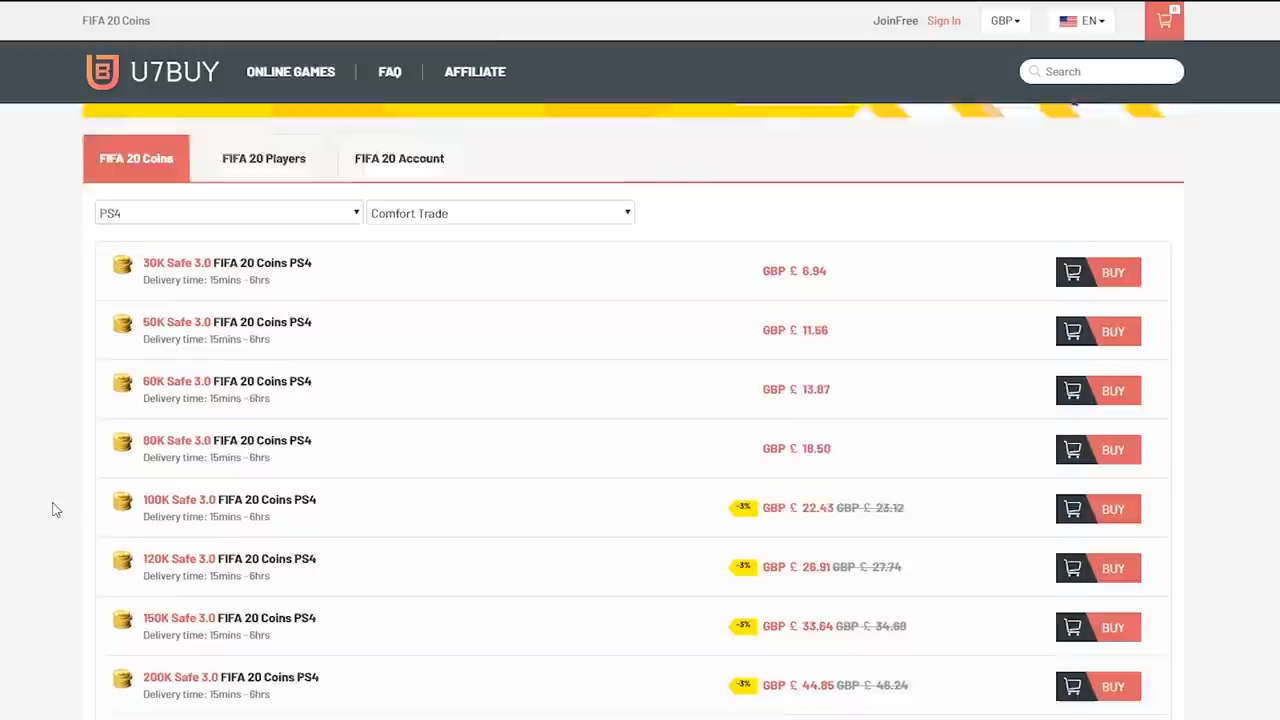 FIFA 20 Coins
JoinFree Sign In GBP EN 0
U7BUY ONLINE GAMES FAQ AFFILIATE Search
FIFA 20 Coins FIFA 20 Players FIFA 20 Account
PS4 Comfort Trade
30K Safe 3.0 FIFA 20 Coins PS4
Delivery time: 15mins - 6hrs
GBP £ 6.94 BUY
50K Safe 3.0 FIFA 20 Coins PS4
Delivery time: 15mins - 6hrs
GBP £ 11.56 BUY
60K Safe 3.0 FIFA 20 Coins PS4
Delivery time: 15mins - 6hrs
GBP £ 13.87 BUY
80K Safe 3.0 FIFA 20 Coins PS4
Delivery time: 15mins - 6hrs
GBP £ 18.50 BUY
100K Safe 3.0 FIFA 20 Coins PS4
Delivery time: 15mins - 6hrs
-3% GBP £ 22.43 GBP £ 23.12 BUY
120K Safe 3.0 FIFA 20 Coins PS4
Delivery time: 15mins - 6hrs
-3% GBP £ 26.91 GBP £ 27.74 BUY
150K Safe 3.0 FIFA 20 Coins PS4
Delivery time: 15mins - 6hrs
-3% GBP £ 33.64 GBP £ 34.68 BUY
200K Safe 3.0 FIFA 20 Coins PS4
Delivery time: 15mins - 6hrs
-3% GBP £ 44.85 GBP £ 46.24 BUY